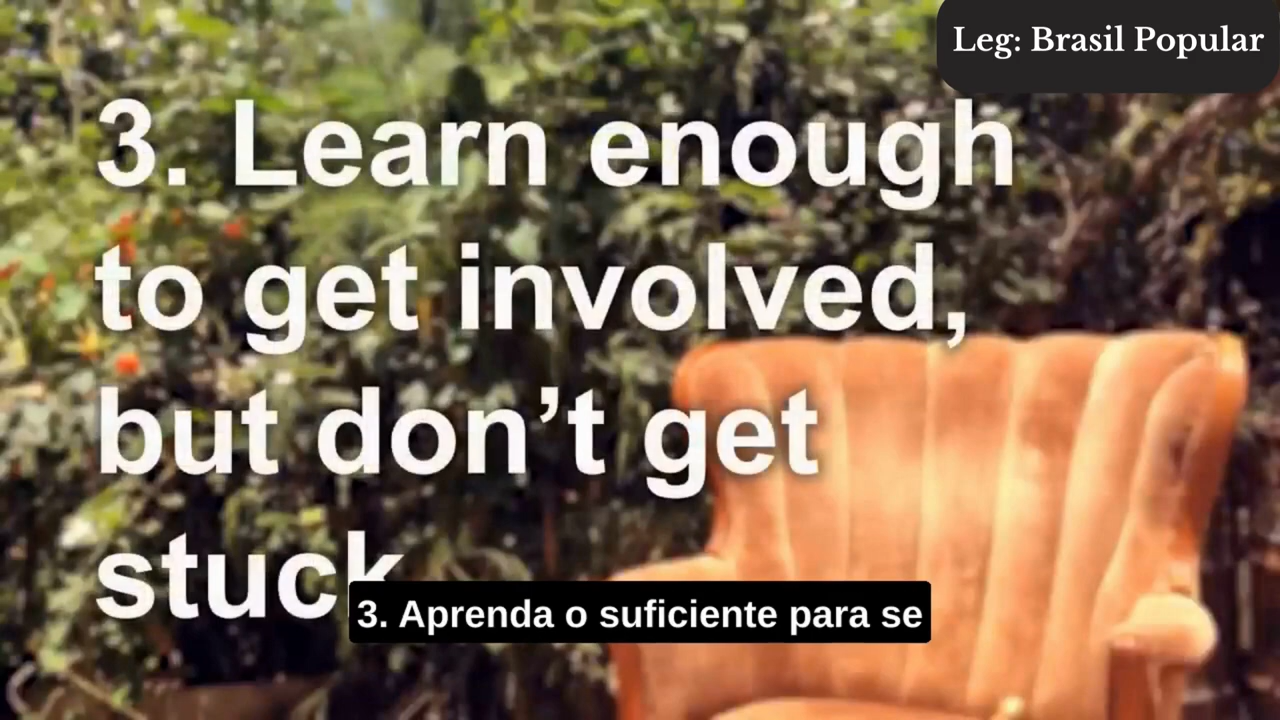 Leg: Brasil Popular
3. Learn enough
to get involved,
but don’t get
stuck
3. Aprenda o suficiente para se